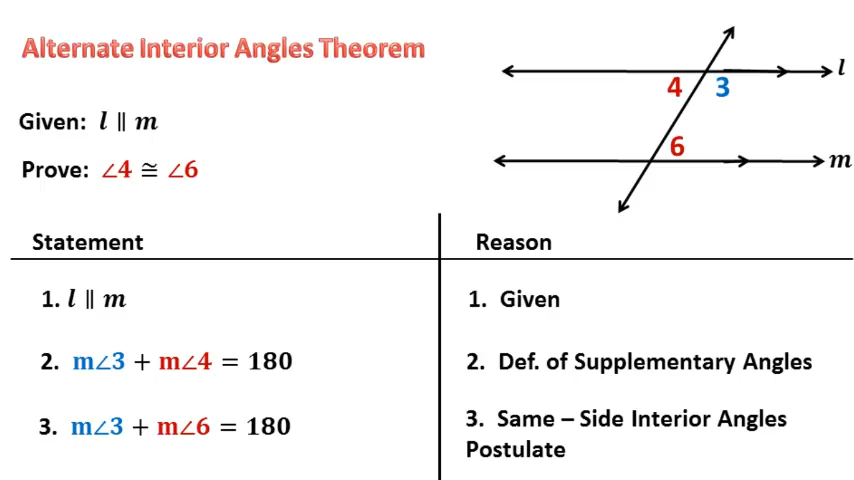 Alternate Interior Angles Theorem
Given: l ∥ m
Prove: ∠4 ≅ ∠6
l
4 3
6
m
Statement
Reason
1. l ∥ m
1. Given
2. m∠3 + m∠4 = 180
2. Def. of Supplementary Angles
3. m∠3 + m∠6 = 180
3. Same – Side Interior Angles
Postulate